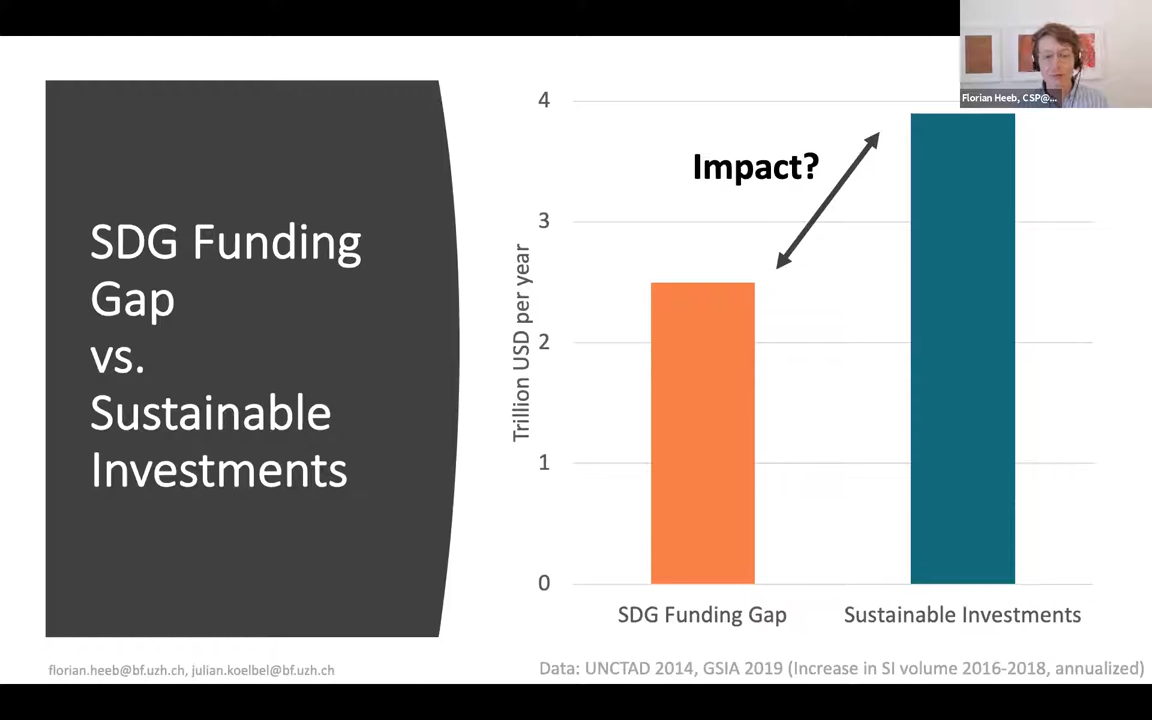 SDG Funding
Gap
vs.
Sustainable
Investments
florian.heeb@bf.uzh.ch, julian.koelbel@bf.uzh.ch
Trillion USD per year
4
3
2
1
0
Impact?
SDG Funding Gap
Sustainable Investments
Data: UNCTAD 2014, GSIA 2019 (Increase in SI volume 2016-2018, annualized)
Florian Heeb, CSP@...